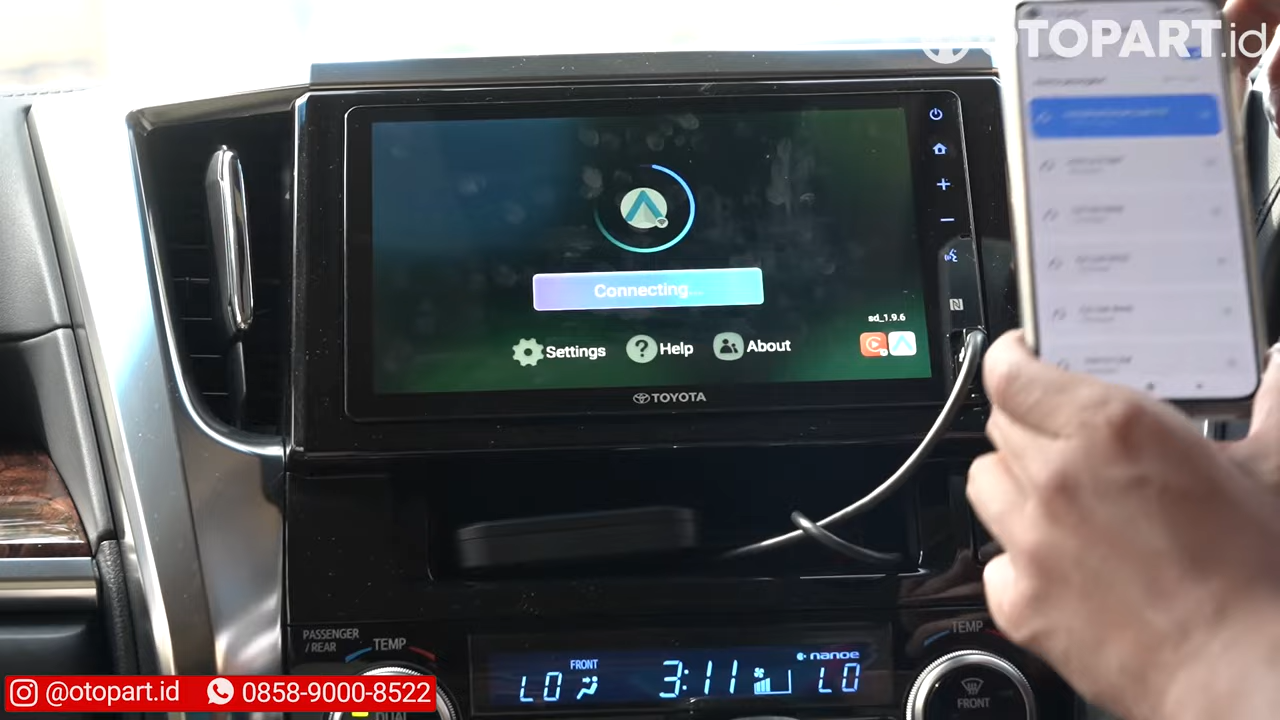 OTOPART.id
Connecting...
Settings
Help
About
sd_1.9.6
TOYOTA
PASSENGER
/ REAR
TEMP
TEMP
FRONT
nanoe
LO
3:11
LO
DUAL
FRONT
@otopart.id
0858-9000-8522